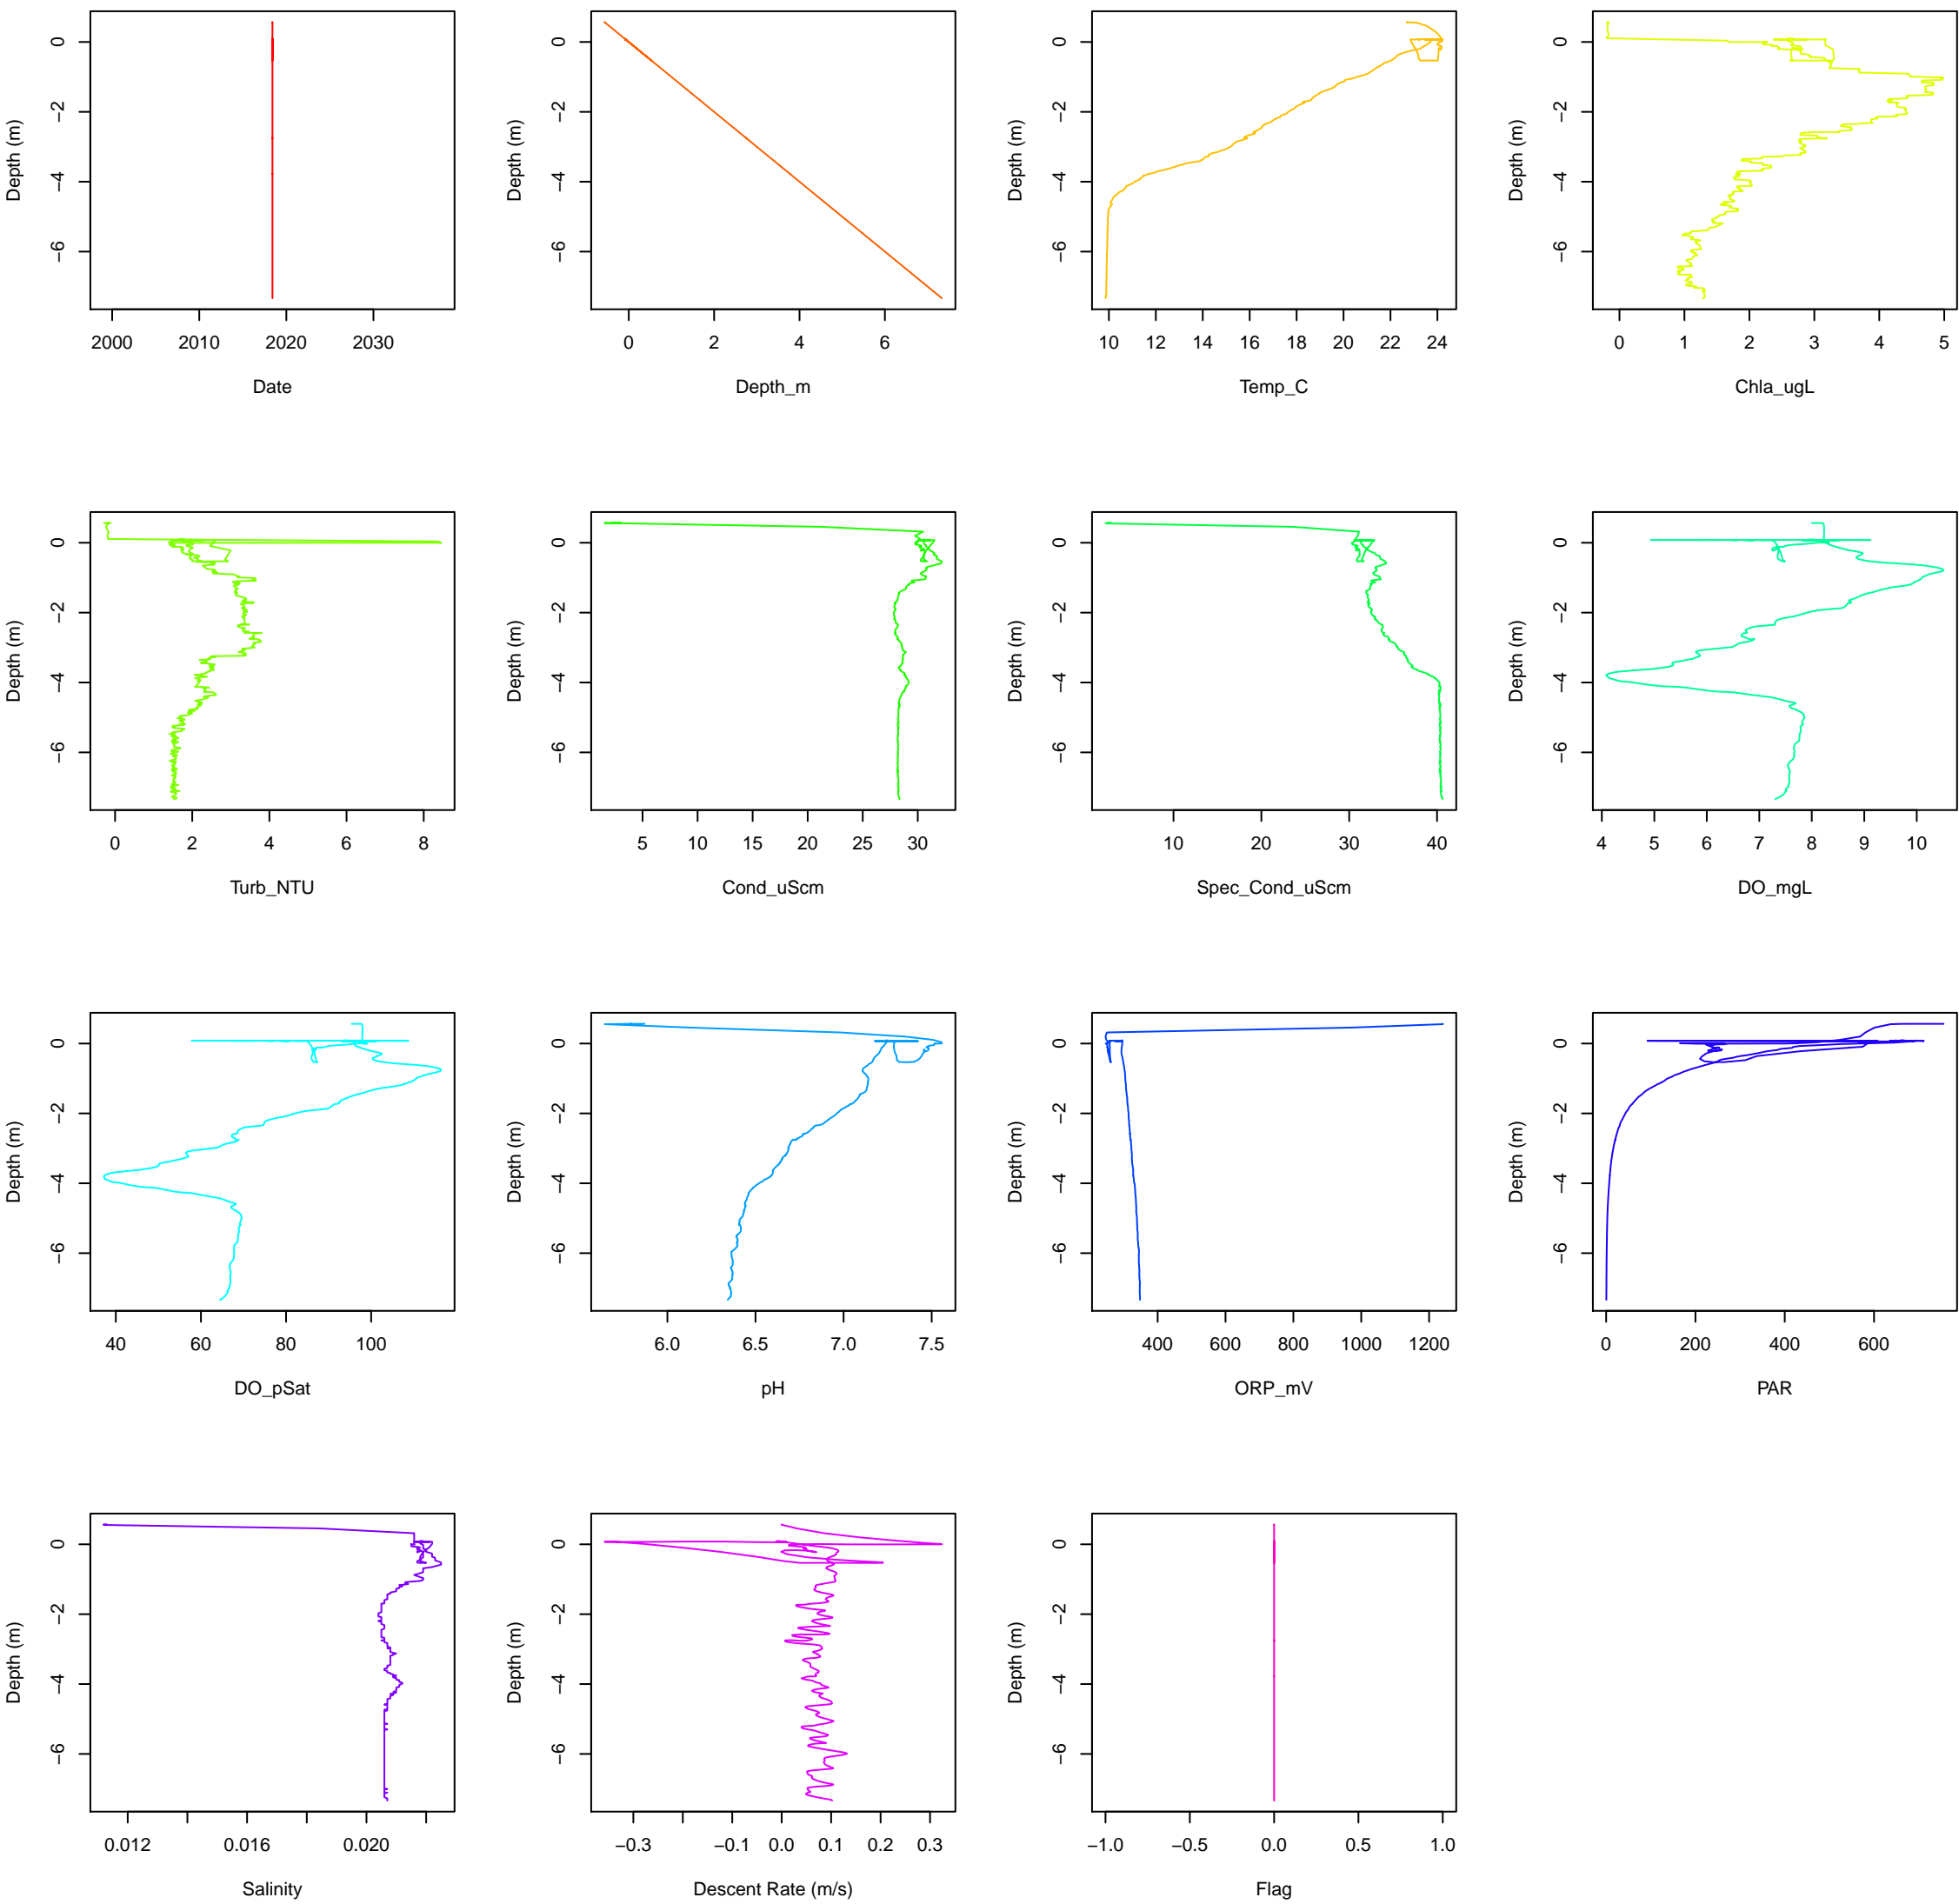 Depth (m)
0
−2
−4
−6
2000 2010 2020 2030
Date
Depth (m)
0
−2
−4
−6
0 2 4 6
Depth_m
Depth (m)
0
−2
−4
−6
10 12 14 16 18 20 22 24
Temp_C
Depth (m)
0
−2
−4
−6
0 1 2 3 4 5
Chla_ugL
Depth (m)
0
−2
−4
−6
0 2 4 6 8
Turb_NTU
Depth (m)
0
−2
−4
−6
5 10 15 20 25 30
Cond_uScm
Depth (m)
0
−2
−4
−6
10 20 30 40
Spec_Cond_uScm
Depth (m)
0
−2
−4
−6
4 5 6 7 8 9 10
DO_mgL
Depth (m)
0
−2
−4
−6
40 60 80 100
DO_pSat
Depth (m)
0
−2
−4
−6
6.0 6.5 7.0 7.5
pH
Depth (m)
0
−2
−4
−6
400 600 800 1000 1200
ORP_mV
Depth (m)
0
−2
−4
−6
0 200 400 600
PAR
Depth (m)
0
−2
−4
−6
0.012 0.016 0.020
Salinity
Depth (m)
0
−2
−4
−6
−0.3 −0.1 0.0 0.1 0.2 0.3
Descent Rate (m/s)
Depth (m)
0
−2
−4
−6
−1.0 −0.5 0.0 0.5 1.0
Flag